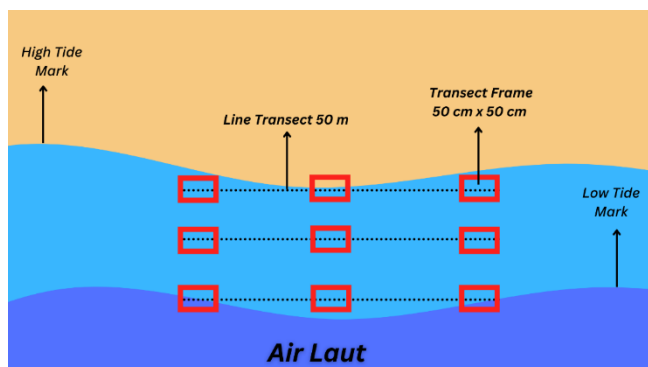 High Tide
Mark
Line Transect 50 m
Transect Frame
50 cm x 50 cm
Low Tide
Mark
Air Laut